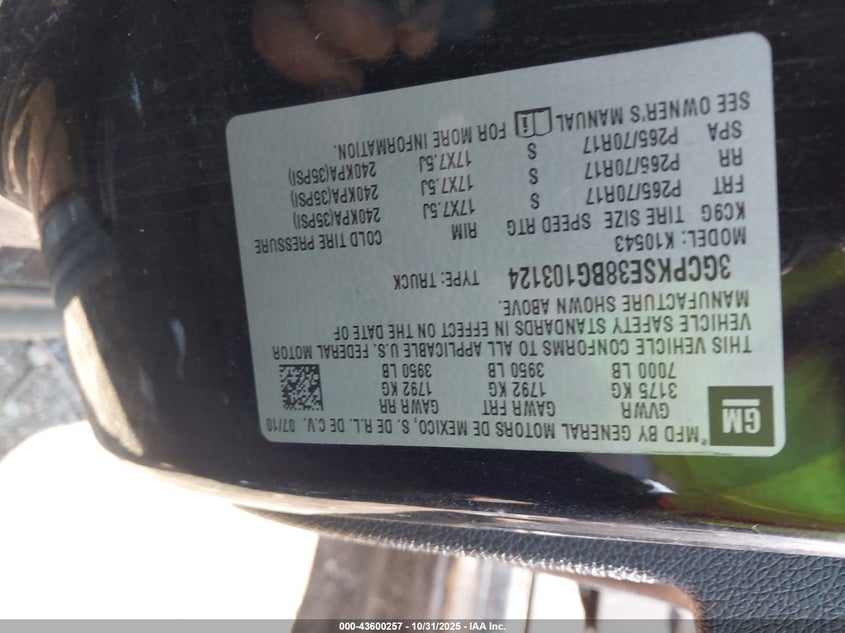 GM
MFD BY GENERAL MOTORS DE MEXICO, S. DE R.L. DE C.V. 07/10
GVWR GAWR FRT GAWR RR
3175 KG 1792 KG 1792 KG
7000 LB 3950 LB 3950 LB
THIS VEHICLE CONFORMS TO ALL APPLICABLE U.S. FEDERAL MOTOR
VEHICLE SAFETY STANDARDS IN EFFECT ON THE DATE OF
MANUFACTURE SHOWN ABOVE.
3GCPKSE38BG103124 TYPE: TRUCK
MODEL: K10543
KC9G TIRE SIZE SPEED RTG RIM COLD TIRE PRESSURE
FRT P265/70R17 S 17X7.5J 240KPA(35PSI)
RR P265/70R17 S 17X7.5J 240KPA(35PSI)
SPA P265/70R17 S 17X7.5J 240KPA(35PSI)
SEE OWNER'S MANUAL FOR MORE INFORMATION.
000-43600257 - 10/31/2025 - IAA Inc.